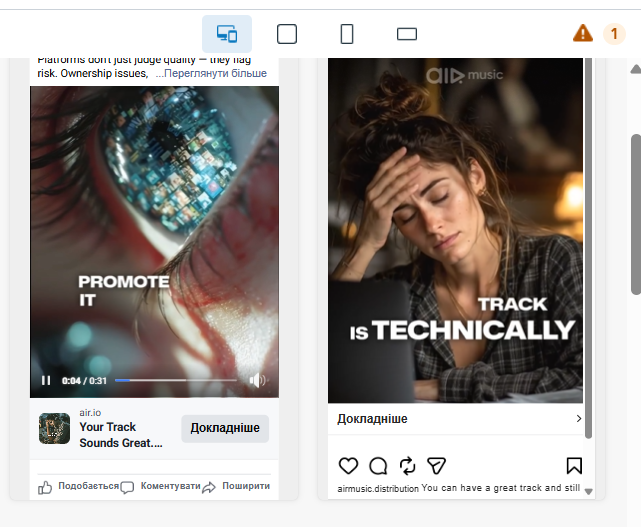 1
Platforms don't just judge quality — they flag
risk. Ownership issues, ...Переглянути більше
PROMOTE
IT
0:04 / 0:31
air.io
Your Track
Sounds Great....
Докладніше
Подобається
Коментувати
Поширити
air music
TRACK
IS TECHNICALLY
Докладніше
airmusic.distribution You can have a great track and still